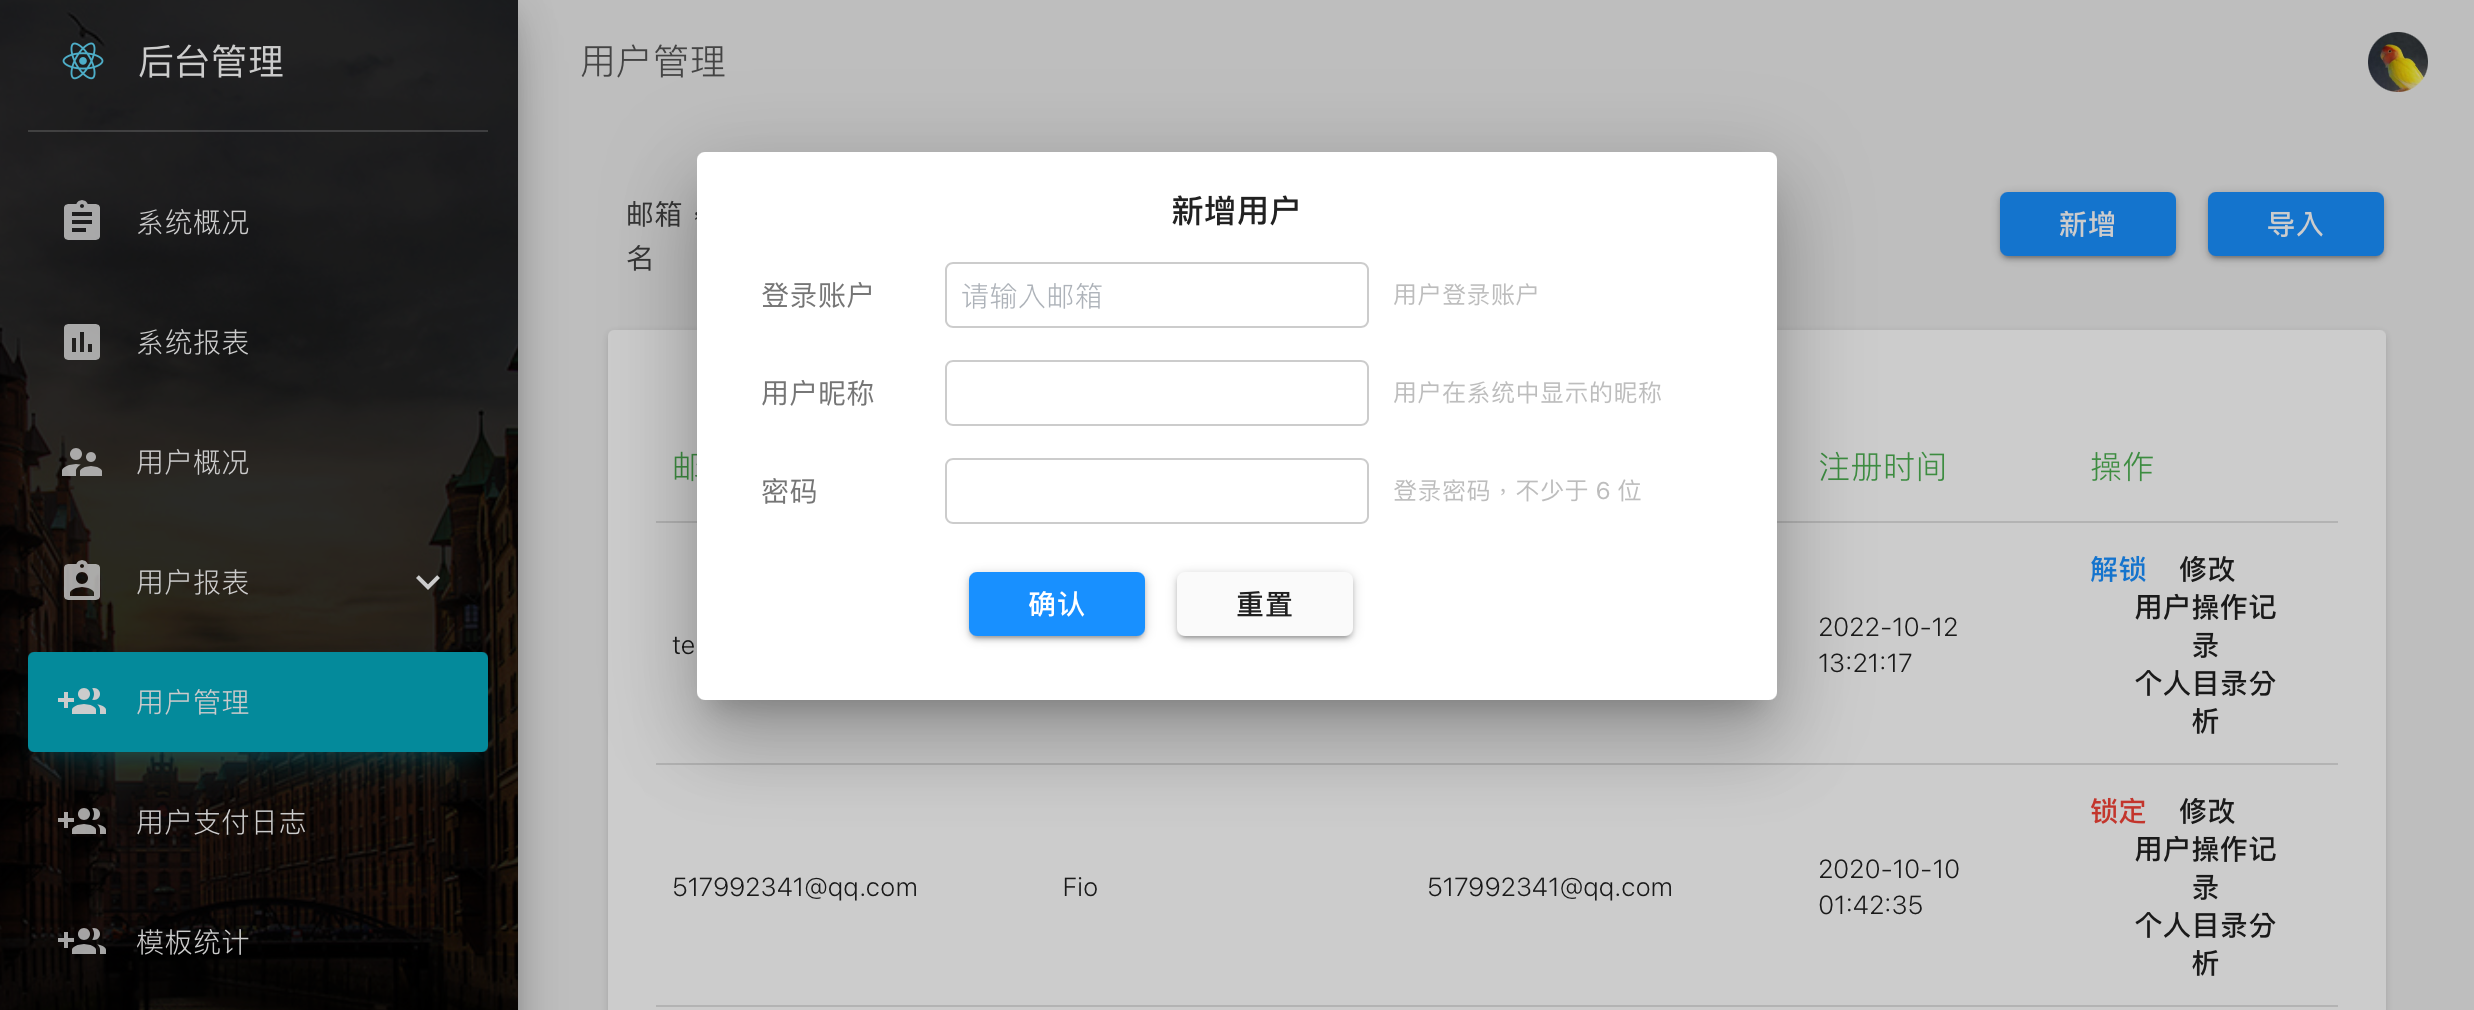 后台管理
用户管理
系统概况
系统报表
用户概况
用户报表
用户管理
用户支付日志
模板统计
邮箱
名
新增
导入
新增用户
登录账户
请输入邮箱
用户登录账户
用户昵称
用户在系统中显示的昵称
密码
登录密码，不少于 6 位
确认
重置
邮
注册时间
操作
te
2022-10-12
13:21:17
解锁 修改
用户操作记
录
个人目录分
析
517992341@qq.com
Fio
517992341@qq.com
2020-10-10
01:42:35
锁定 修改
用户操作记
录
个人目录分
析